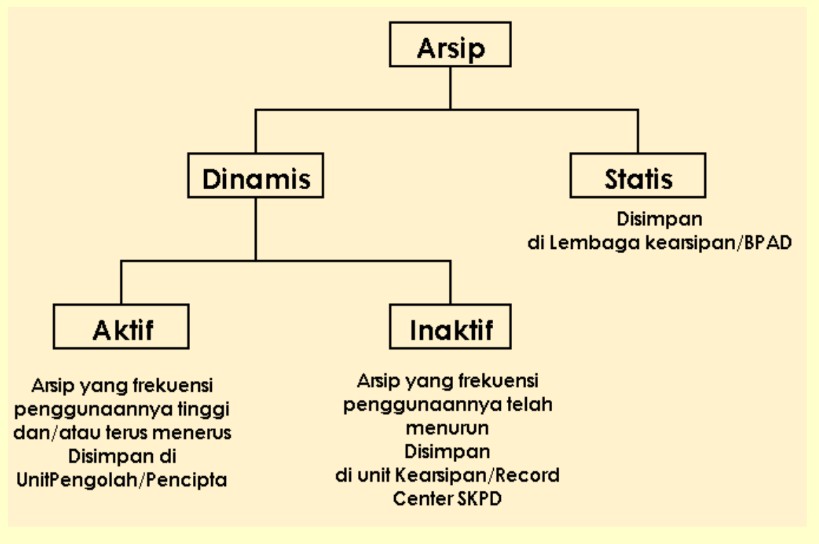 Arsip
Dinamis
Statis
Disimpan
di Lembaga kearsipan/BPAD
Aktif
Inaktif
Arsip yang frekuensi
penggunaannya tinggi
dan/atau terus menerus
Disimpan di
UnitPengolah/Pencipta
Arsip yang frekuensi
penggunaannya telah
menurun
Disimpan
di unit Kearsipan/Record
Center SKPD